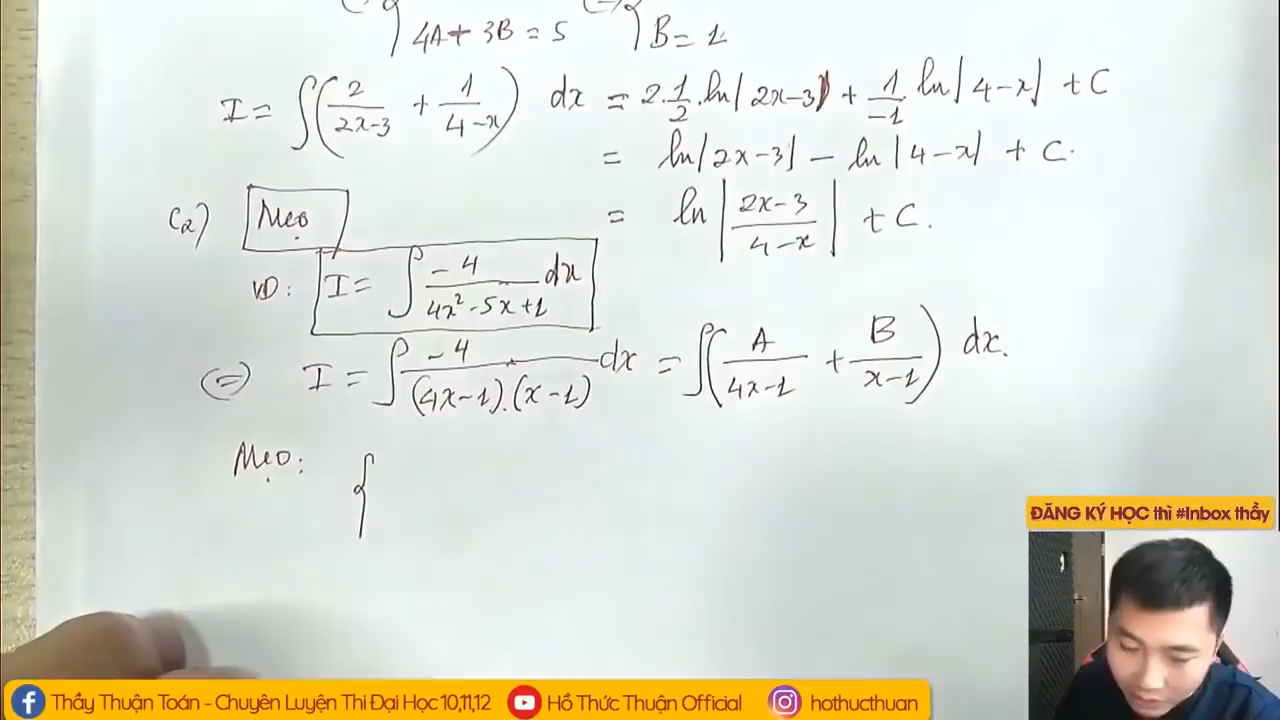 4A + 3B = 5 (=) { B = 1
I = ∫(2/(2x-3) + 1/(4-x)) dx = 2.1/2.ln|2x-3| + 1/-1 ln|4-x| + C
= ln|2x-3| - ln|4-x| + C.
C2) Mẹo = ln|(2x-3)/(4-x)| + C.
VD: I = ∫ -4/(4x²-5x+1) dx
(=) I = ∫ -4/((4x-1).(x-1)) dx = ∫(A/(4x-1) + B/(x-1)) dx.
Mẹo: {
ĐĂNG KÝ HỌC thì #Inbox thầy
Thầy Thuận Toán - Chuyên Luyện Thi Đại Học 10,11,12 Hồ Thức Thuận Official hothucthuan